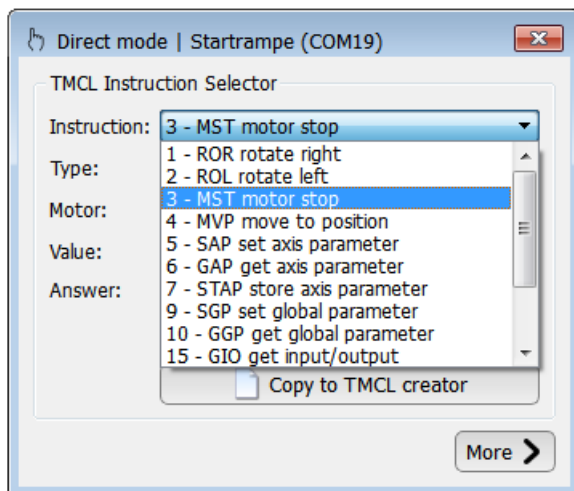 Direct mode | Startrampe (COM19)
TMCL Instruction Selector
Instruction: 3 - MST motor stop
1 - ROR rotate right
Type:
2 - ROL rotate left
3 - MST motor stop
Motor:
4 - MVP move to position
5 - SAP set axis parameter
Value:
6 - GAP get axis parameter
Answer:
7 - STAP store axis parameter
9 - SGP set global parameter
10 - GGP get global parameter
15 - GIO get input/output
Copy to TMCL creator
More